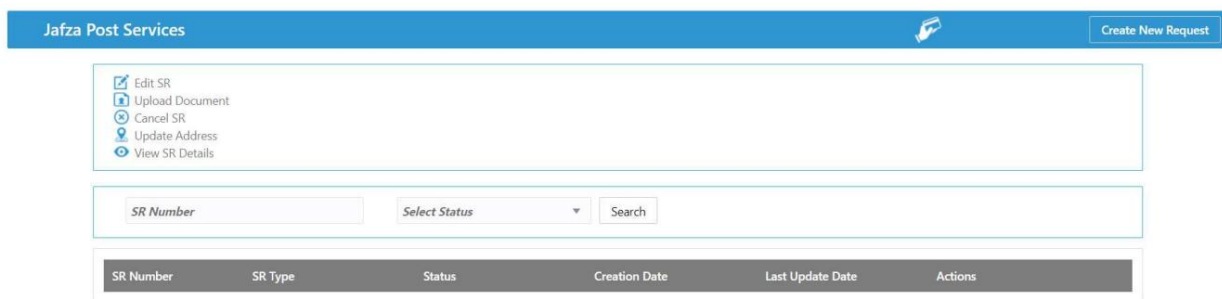 Jafza Post Services
Create New Request
Edit SR
Upload Document
Cancel SR
Update Address
View SR Details
SR Number Select Status Search
SR Number SR Type Status Creation Date Last Update Date Actions